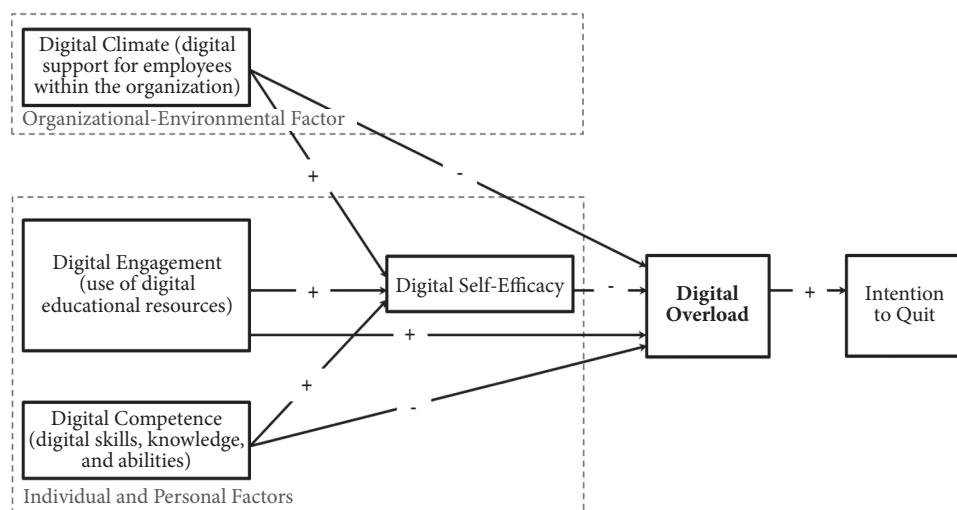 Digital Climate (digital
support for employees
within the organization)
Organizational-Environmental Factor
+
-
Digital Engagement
(use of digital
educational resources)
+
Digital Self-Efficacy
-
Digital
Overload
+
Intention
to Quit
+
+
-
Digital Competence
(digital skills, knowledge,
and abilities)
Individual and Personal Factors